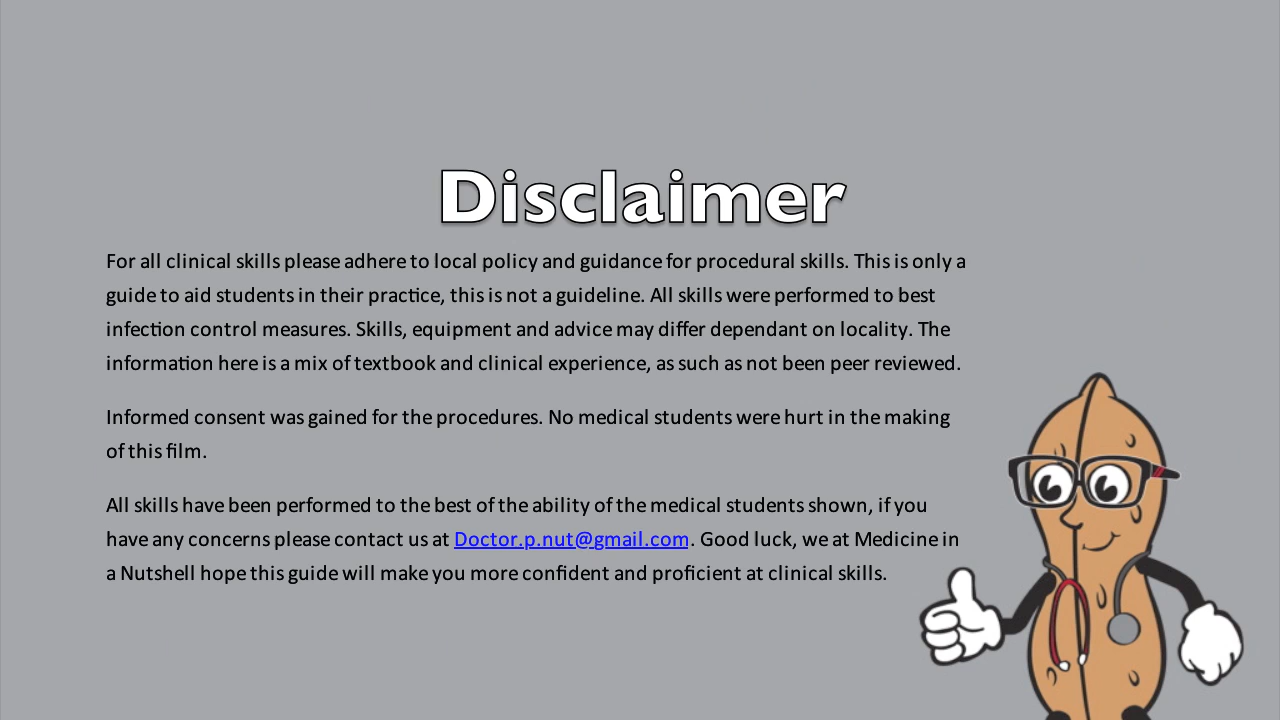 Disclaimer
For all clinical skills please adhere to local policy and guidance for procedural skills. This is only a
guide to aid students in their practice, this is not a guideline. All skills were performed to best
infection control measures. Skills, equipment and advice may differ dependant on locality. The
information here is a mix of textbook and clinical experience, as such as not been peer reviewed.
Informed consent was gained for the procedures. No medical students were hurt in the making
of this film.
All skills have been performed to the best of the ability of the medical students shown, if you
have any concerns please contact us at Doctor.p.nut@gmail.com. Good luck, we at Medicine in
a Nutshell hope this guide will make you more confident and proficient at clinical skills.